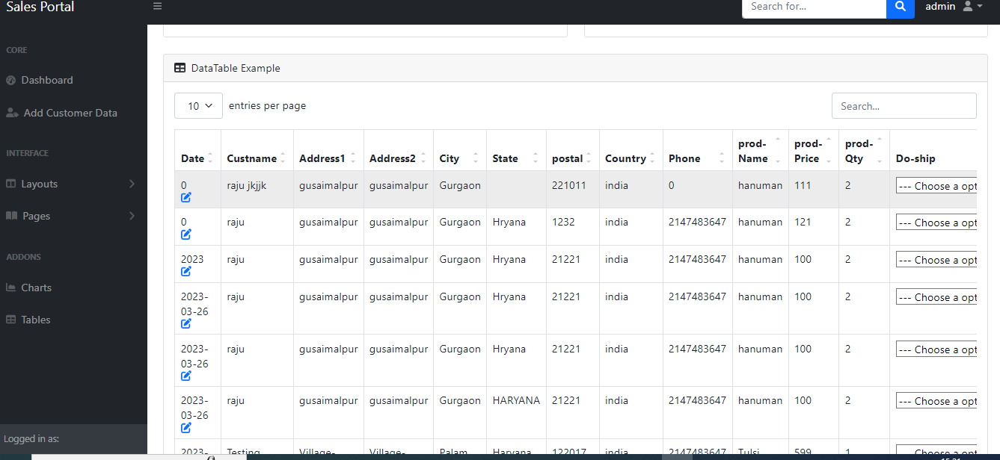 Sales Portal
Search for...
admin
CORE
Dashboard
Add Customer Data
INTERFACE
Layouts
Pages
ADDONS
Charts
Tables
Logged in as:
DataTable Example
10 entries per page
Search...
Date Custname Address1 Address2 City State postal Country Phone prod-Name prod-Price prod-Qty Do-ship
0 raju jkjjk gusaimalpur gusaimalpur Gurgaon 221011 india 0 hanuman 111 2 --- Choose a opt
0 raju gusaimalpur gusaimalpur Gurgaon Hryana 1232 india 2147483647 hanuman 121 2 --- Choose a opt
2023 raju gusaimalpur gusaimalpur Gurgaon Hryana 21221 india 2147483647 hanuman 100 2 --- Choose a opt
2023-03-26 raju gusaimalpur gusaimalpur Gurgaon Hryana 21221 india 2147483647 hanuman 100 2 --- Choose a opt
2023-03-26 raju gusaimalpur gusaimalpur Gurgaon Hryana 21221 india 2147483647 hanuman 100 2 --- Choose a opt
2023-03-26 raju gusaimalpur gusaimalpur Gurgaon HARYANA 21221 india 2147483647 hanuman 100 2 --- Choose a opt
2023- Testing Village- Village- Palam Haryana 122017 india 2147483647 Tulsi 599 1 --- Choose a opt